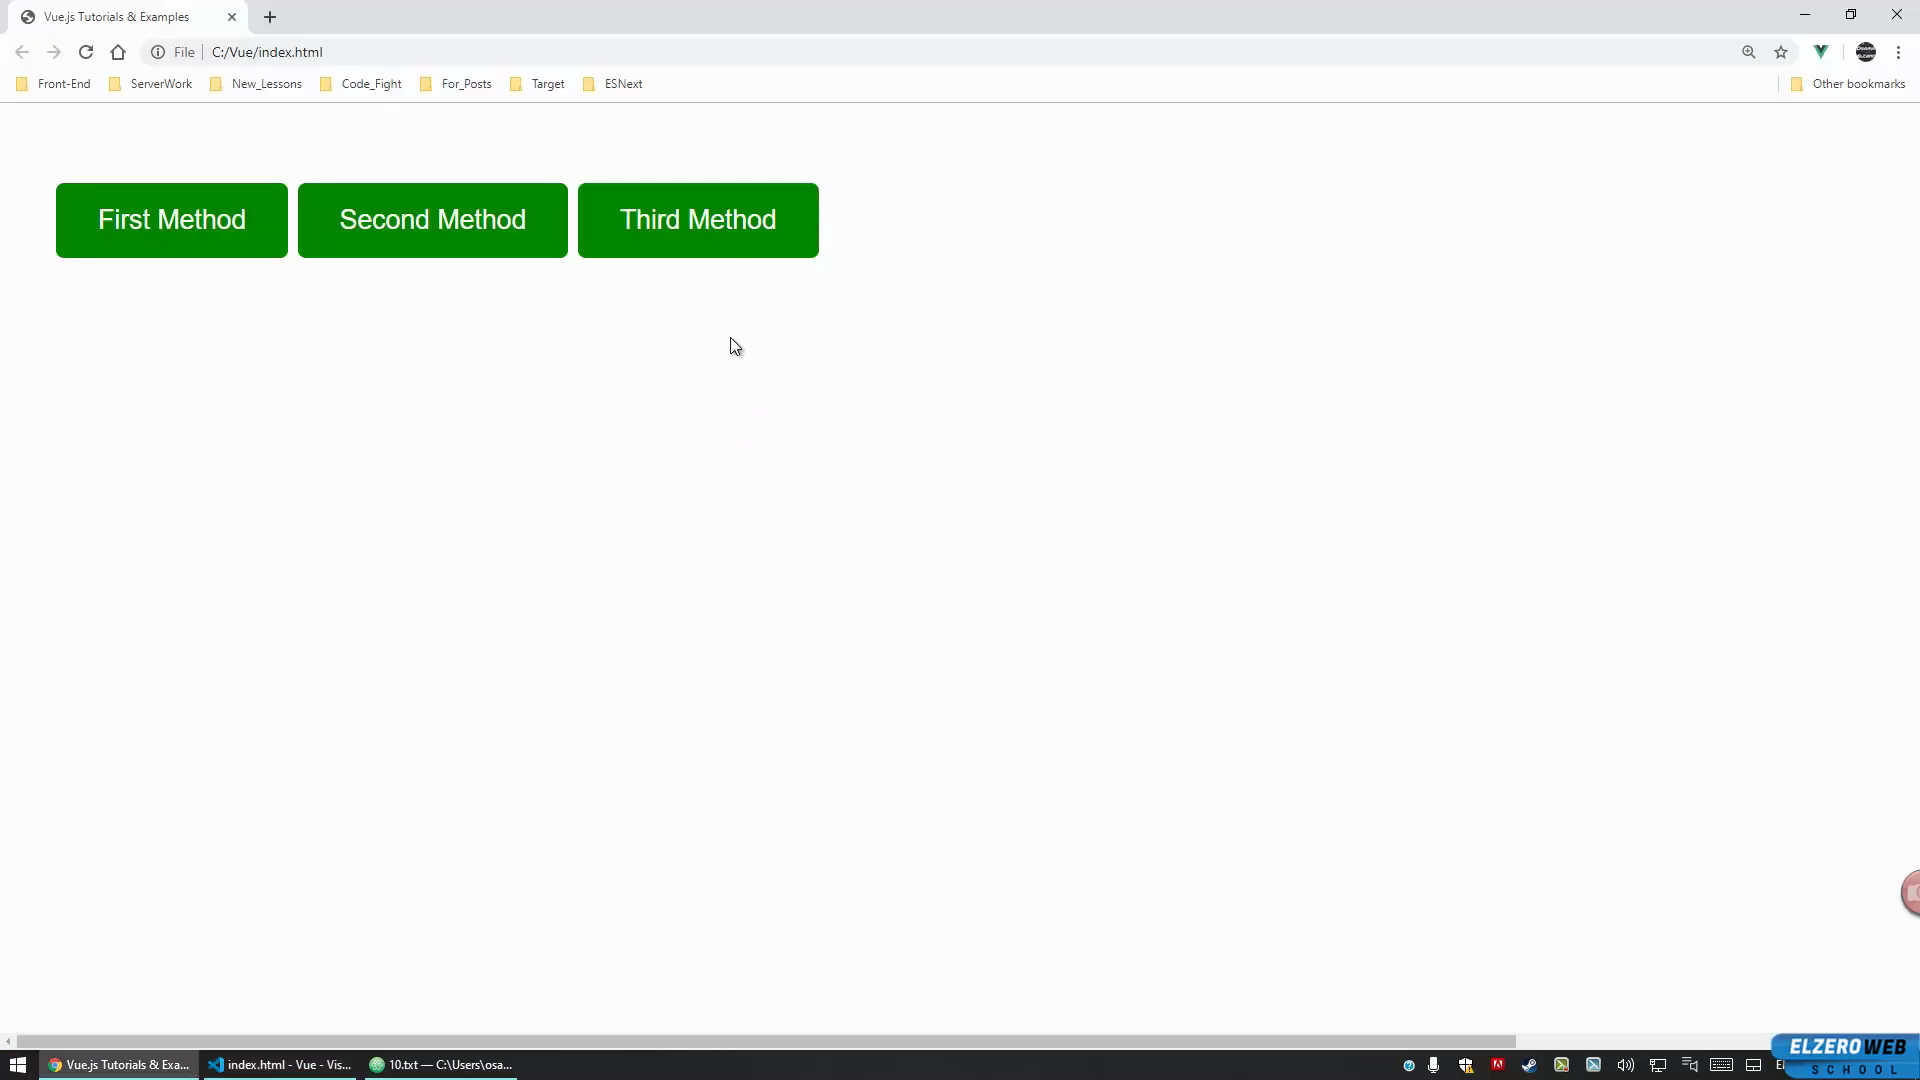 Vue.js Tutorials & Examples
File C:/Vue/index.html
Front-End ServerWork New_Lessons Code_Fight For_Posts Target ESNext Other bookmarks
First Method Second Method Third Method
Vue.js Tutorials & Exa... index.html - Vue - Vis... 10.txt — C:\Users\osa...
ELZERO WEB
SCHOOL